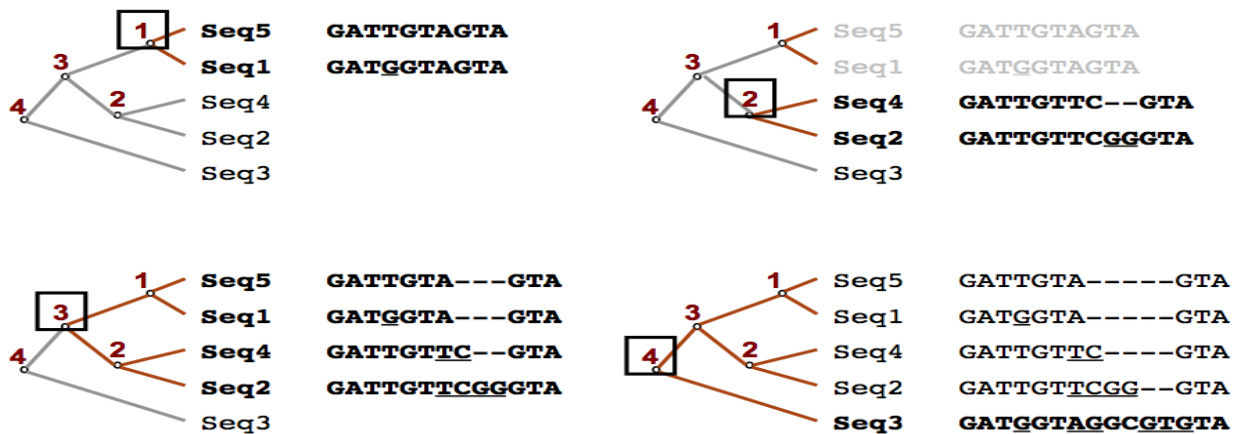 1 Seq5 GATTGTAGTA
Seq1 GATGGTAGTA
3
Seq4
2
4
Seq2
Seq3
1 Seq5 GATTGTAGTA
Seq1 GATGGTAGTA
3
2 Seq4 GATTGTTC--GTA
4
Seq2 GATTGTTCGGGTA
Seq3
1 Seq5 GATTGTA---GTA
3 Seq1 GATGGTA---GTA
2 Seq4 GATTGTTC--GTA
4 Seq2 GATTGTTCGGGTA
Seq3
1 Seq5 GATTGTA-----GTA
3 Seq1 GATGGTA-----GTA
2 Seq4 GATTGTTC----GTA
4 Seq2 GATTGTTCGG--GTA
Seq3 GATGGTAGGCGTGTA